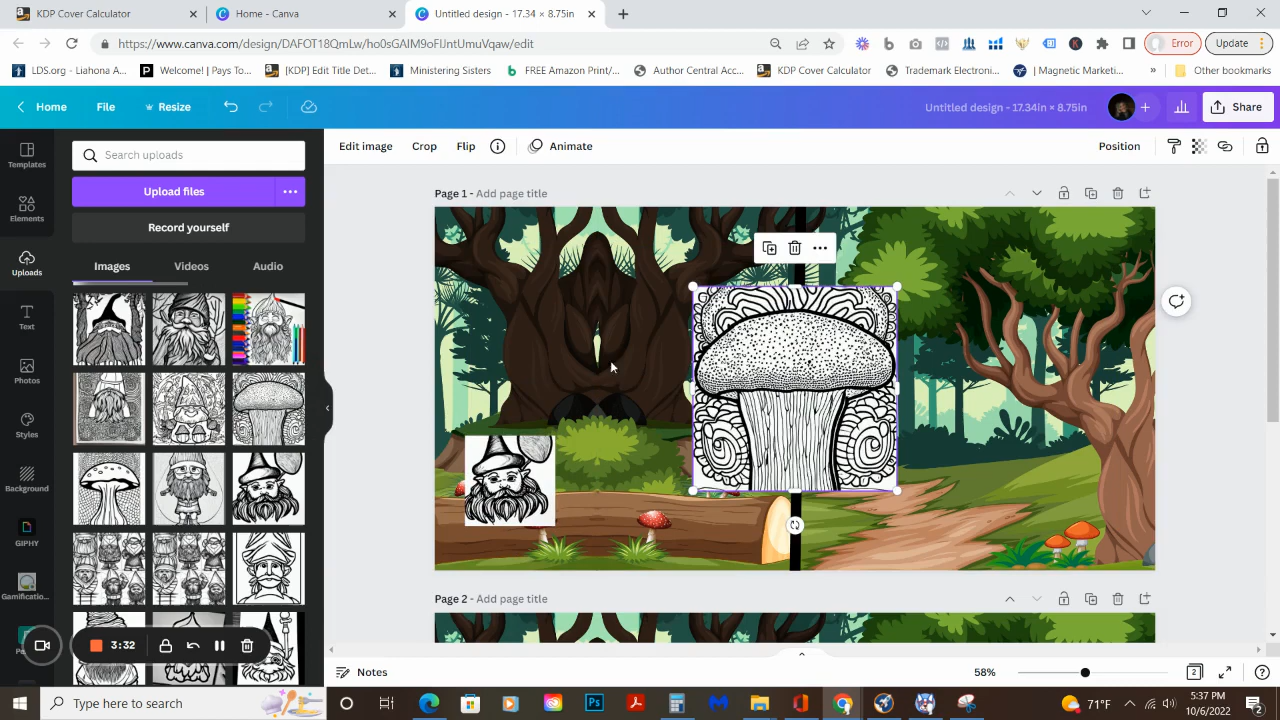 KDP Cover Calculator
Home - Canva
Untitled design - 17.34 × 8.75in
https://www.canva.com/design/DAFOT18QmLw/ho0sGAIM9oFIJntUmuVqaw/edit
Error
Update
LDS.org - Liahona A...
Welcome! | Pays To...
[KDP] Edit Title Det...
Ministering Sisters
FREE Amazon Print/...
Author Central Acc...
KDP Cover Calculator
Trademark Electroni...
| Magnetic Marketi...
Other bookmarks
Home
File
Resize
Untitled design - 17.34in × 8.75in
Share
Templates
Elements
Uploads
Text
Photos
Styles
Background
GIPHY
Gamificatio...
Search uploads
Upload files
Record yourself
Images
Videos
Audio
3:32
Edit image
Crop
Flip
Animate
Position
Page 1 - Add page title
Page 2 - Add page title
Notes
58%
2
Type here to search
71°F
5:37 PM
10/6/2022
2